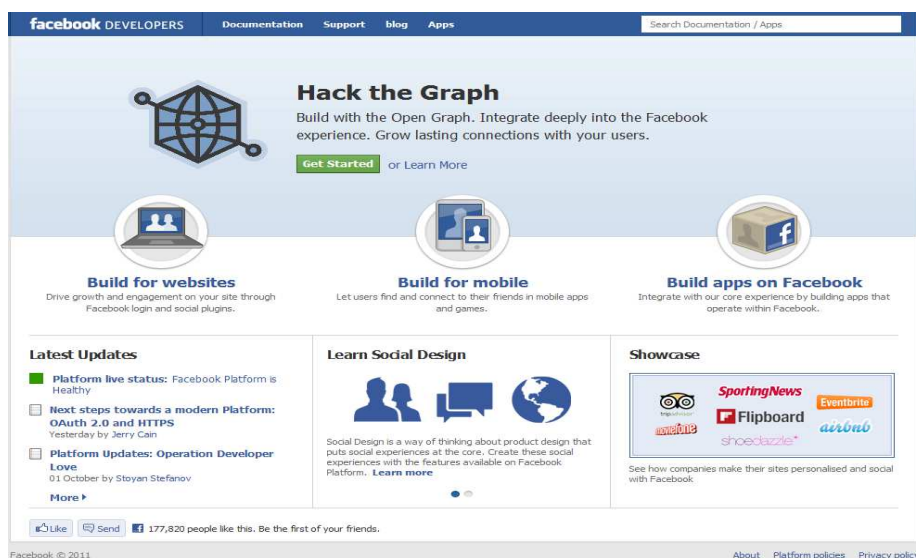 facebook DEVELOPERS
Documentation Support blog Apps
Search Documentation / Apps
Hack the Graph
Build with the Open Graph. Integrate deeply into the Facebook
experience. Grow lasting connections with your users.
Get Started or Learn More
Build for websites
Drive growth and engagement on your site through
Facebook login and social plugins.
Build for mobile
Let users find and connect to their friends in mobile apps
and games.
Build apps on Facebook
Integrate with our core experience by building apps that
operate within Facebook.
Latest Updates
Platform live status: Facebook Platform is
Healthy
Next steps towards a modern Platform:
OAuth 2.0 and HTTPS
Yesterday by Jerry Cain
Platform Updates: Operation Developer
Love
01 October by Stoyan Stefanov
More
Learn Social Design
Social Design is a way of thinking about product design that
puts social experiences at the core. Create these social
experiences with the features available on Facebook
Platform. Learn more
Showcase
tripadvisor
SportingNews
Eventbrite
moviefone
Flipboard
airbnb
shoedazzle*
See how companies make their sites personalised and social
with Facebook
Like Send 177,820 people like this. Be the first of your friends.
Facebook © 2011
About Platform policies Privacy policy